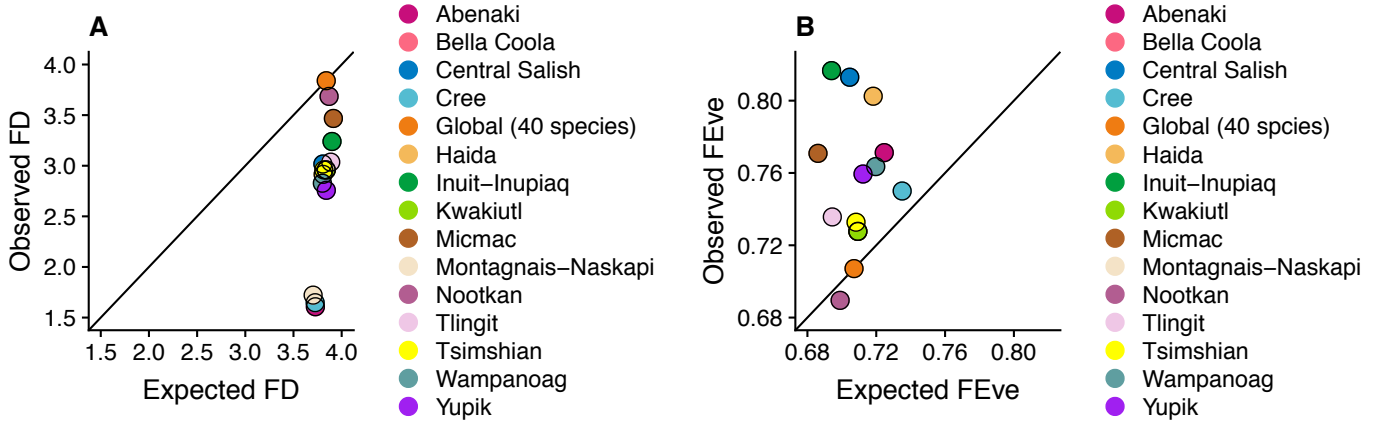 A
Observed FD
4.0
3.5
3.0
2.5
2.0
1.5
1.5 2.0 2.5 3.0 3.5 4.0
Expected FD
Abenaki
Bella Coola
Central Salish
Cree
Global (40 species)
Haida
Inuit–Inupiaq
Kwakiutl
Micmac
Montagnais–Naskapi
Nootkan
Tlingit
Tsimshian
Wampanoag
Yupik
B
Observed FEve
0.80
0.76
0.72
0.68
0.68 0.72 0.76 0.80
Expected FEve
Abenaki
Bella Coola
Central Salish
Cree
Global (40 spcies)
Haida
Inuit–Inupiaq
Kwakiutl
Micmac
Montagnais–Naskapi
Nootkan
Tlingit
Tsimshian
Wampanoag
Yupik